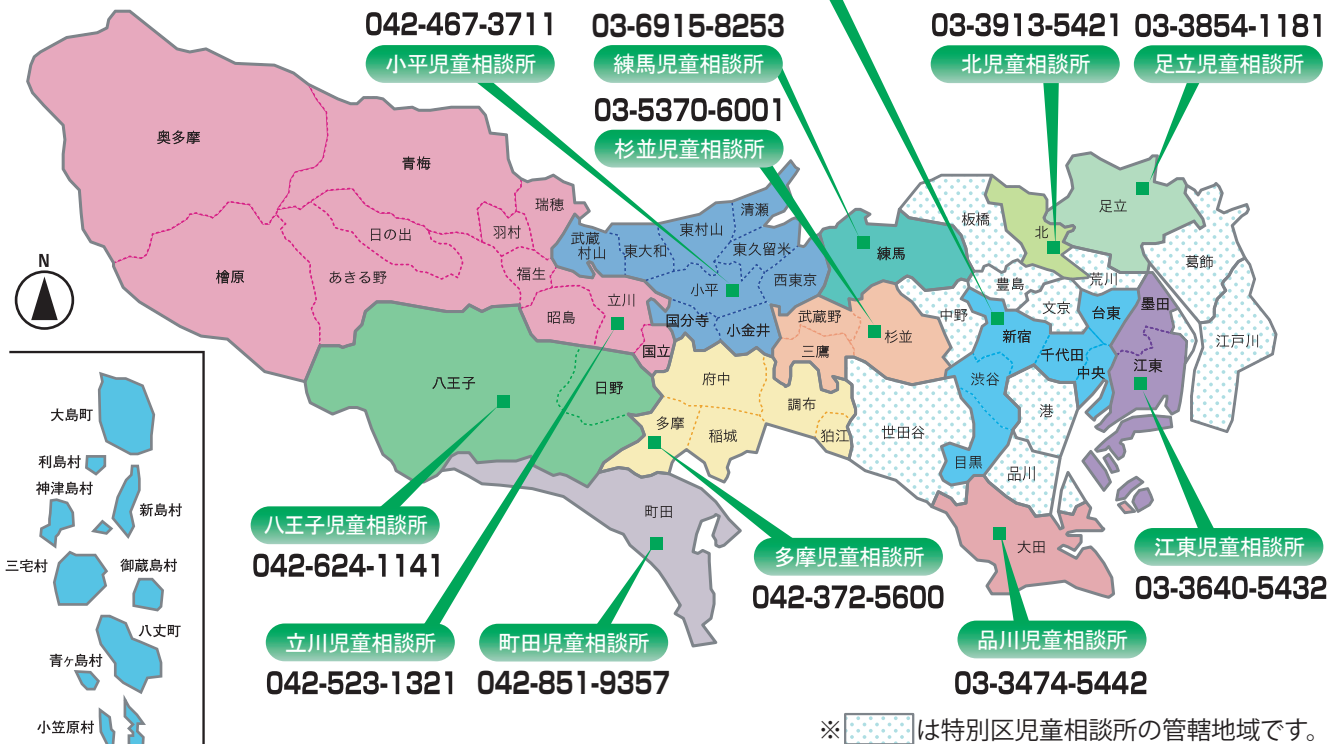 042-467-3711
03-6915-8253
03-3913-5421
03-3854-1181
小平児童相談所
練馬児童相談所
北児童相談所
足立児童相談所
03-5370-6001
杉並児童相談所
奥多摩
青梅
瑞穂
羽村
日の出
檜原
あきる野
福生
昭島
立川
国立
武蔵
村山
東大和
東村山
清瀬
東久留米
小平
西東京
国分寺
小金井
練馬
武蔵野
三鷹
杉並
板橋
北
足立
葛飾
荒川
豊島
文京
中野
新宿
台東
墨田
江戸川
千代田
中央
江東
渋谷
港
世田谷
目黒
品川
大田
八王子
日野
府中
調布
多摩
稲城
狛江
町田
N
大島町
利島村
神津島村
新島村
三宅村
御蔵島村
八丈町
青ヶ島村
小笠原村
八王子児童相談所
042-624-1141
多摩児童相談所
042-372-5600
江東児童相談所
03-3640-5432
立川児童相談所
042-523-1321
町田児童相談所
042-851-9357
品川児童相談所
03-3474-5442
※ は特別区児童相談所の管轄地域です。